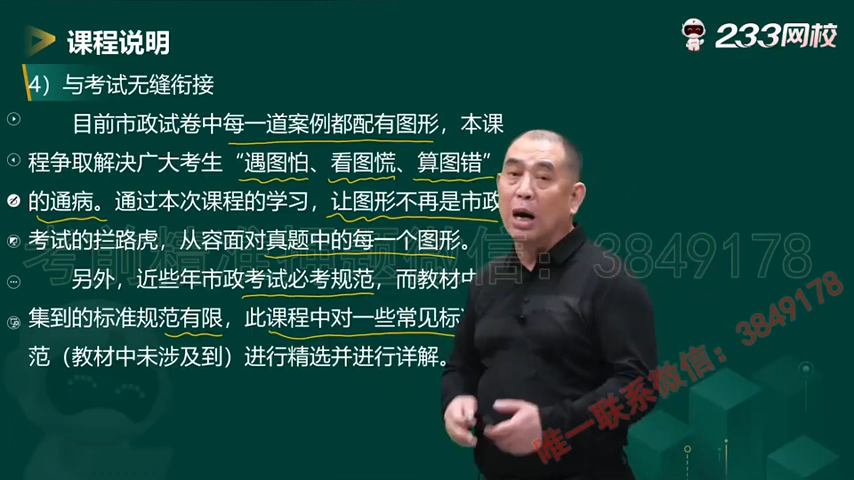 课程说明
233网校
4）与考试无缝衔接
目前市政试卷中每一道案例都配有图形，本课
程争取解决广大考生“遇图怕、看图慌、算图错”
的通病。通过本次课程的学习，让图形不再是市政
考试的拦路虎，从容面对真题中的每一个图形。
另外，近些年市政考试必考规范，而教材中
集到的标准规范有限，此课程中对一些常见标
范（教材中未涉及到）进行精选并进行详解。
考前精准
信：3849178
唯一联系微信：3849178